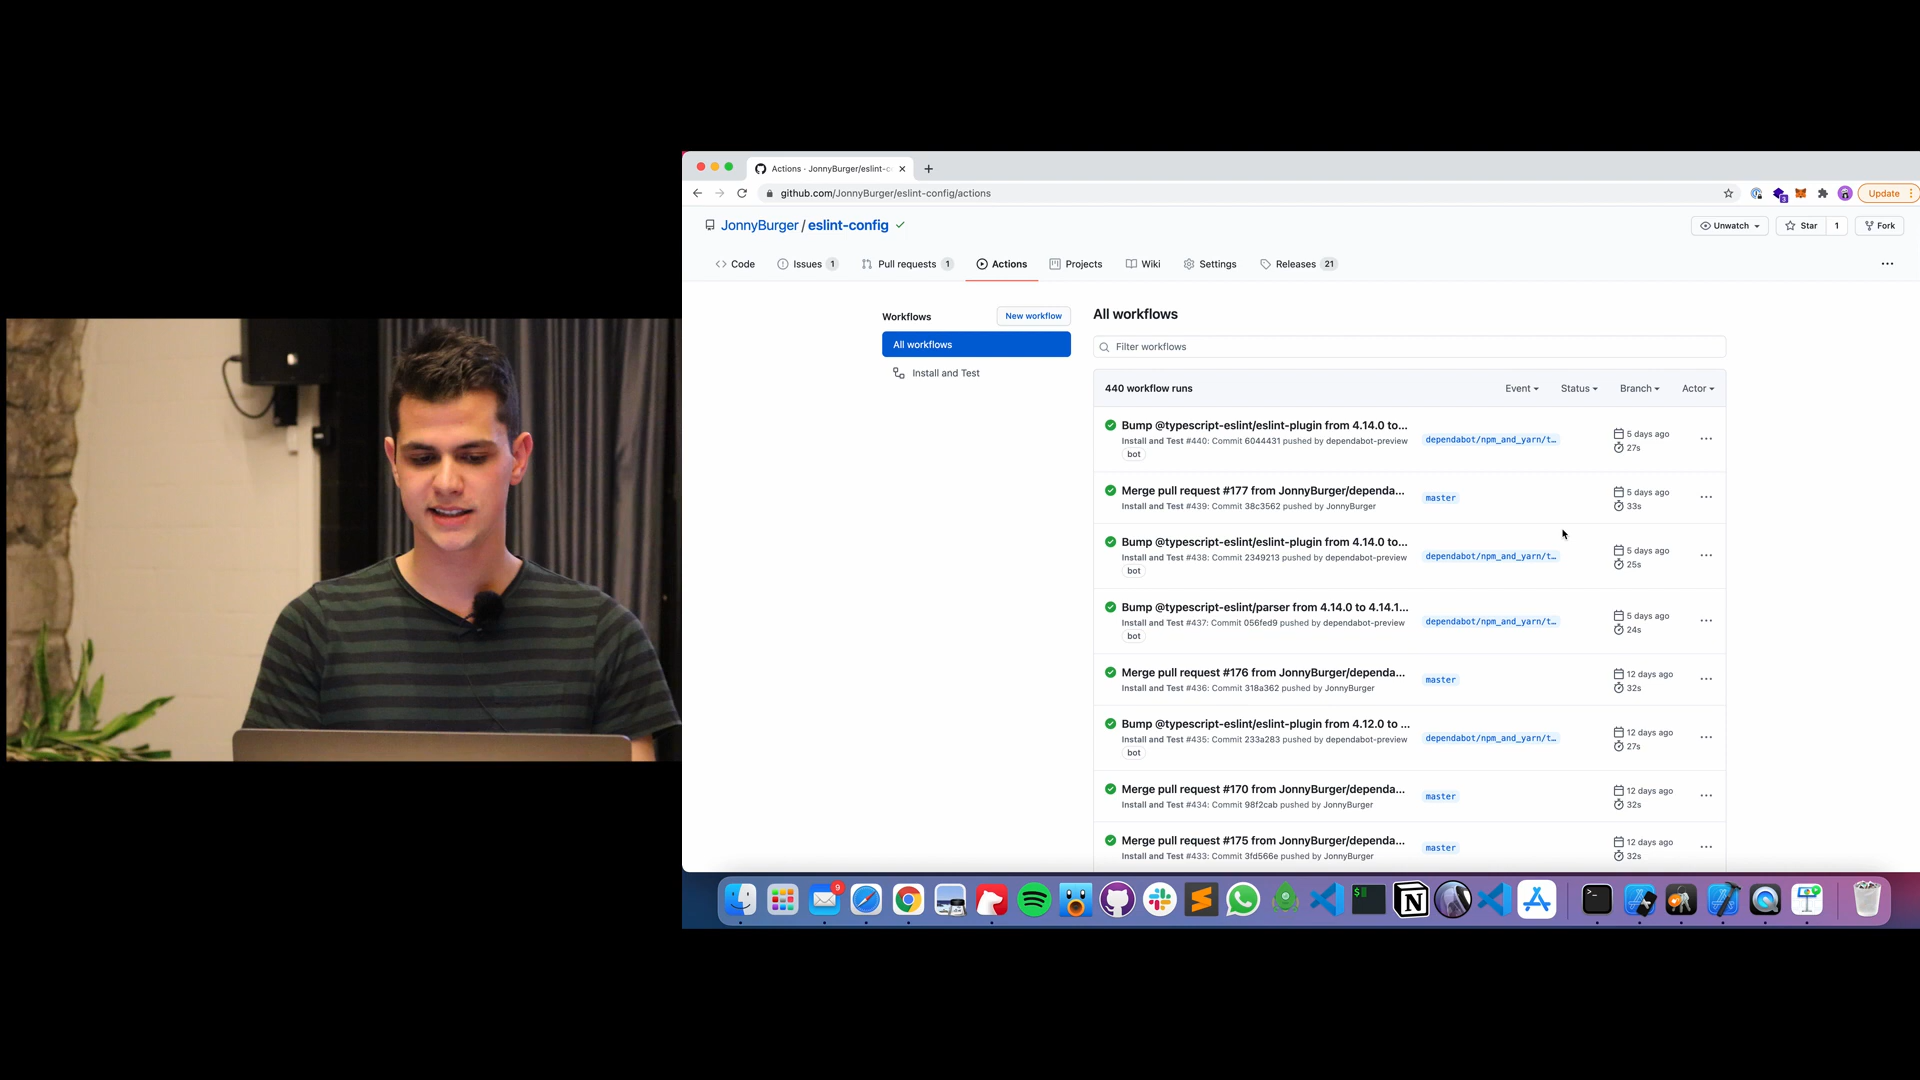 Actions · JonnyBurger/eslint-c
github.com/JonnyBurger/eslint-config/actions
3
Update
JonnyBurger / eslint-config
Unwatch
Star 1
Fork
Code
Issues 1
Pull requests 1
Actions
Projects
Wiki
Settings
Releases 21
Workflows
New workflow
All workflows
Install and Test
All workflows
Filter workflows
440 workflow runs
Event
Status
Branch
Actor
Bump @typescript-eslint/eslint-plugin from 4.14.0 to...
Install and Test #440: Commit 6044431 pushed by dependabot-preview
bot
dependabot/npm_and_yarn/t…
5 days ago
27s
Merge pull request #177 from JonnyBurger/dependa...
Install and Test #439: Commit 38c3562 pushed by JonnyBurger
master
5 days ago
33s
Bump @typescript-eslint/eslint-plugin from 4.14.0 to...
Install and Test #438: Commit 2349213 pushed by dependabot-preview
bot
dependabot/npm_and_yarn/t…
5 days ago
25s
Bump @typescript-eslint/parser from 4.14.0 to 4.14.1...
Install and Test #437: Commit 056fed9 pushed by dependabot-preview
bot
dependabot/npm_and_yarn/t…
5 days ago
24s
Merge pull request #176 from JonnyBurger/dependa...
Install and Test #436: Commit 318a362 pushed by JonnyBurger
master
12 days ago
32s
Bump @typescript-eslint/eslint-plugin from 4.12.0 to ...
Install and Test #435: Commit 233a283 pushed by dependabot-preview
bot
dependabot/npm_and_yarn/t…
12 days ago
27s
Merge pull request #170 from JonnyBurger/dependa...
Install and Test #434: Commit 98f2cab pushed by JonnyBurger
master
12 days ago
32s
Merge pull request #175 from JonnyBurger/dependa...
Install and Test #433: Commit 3fd566e pushed by JonnyBurger
master
12 days ago
32s
9